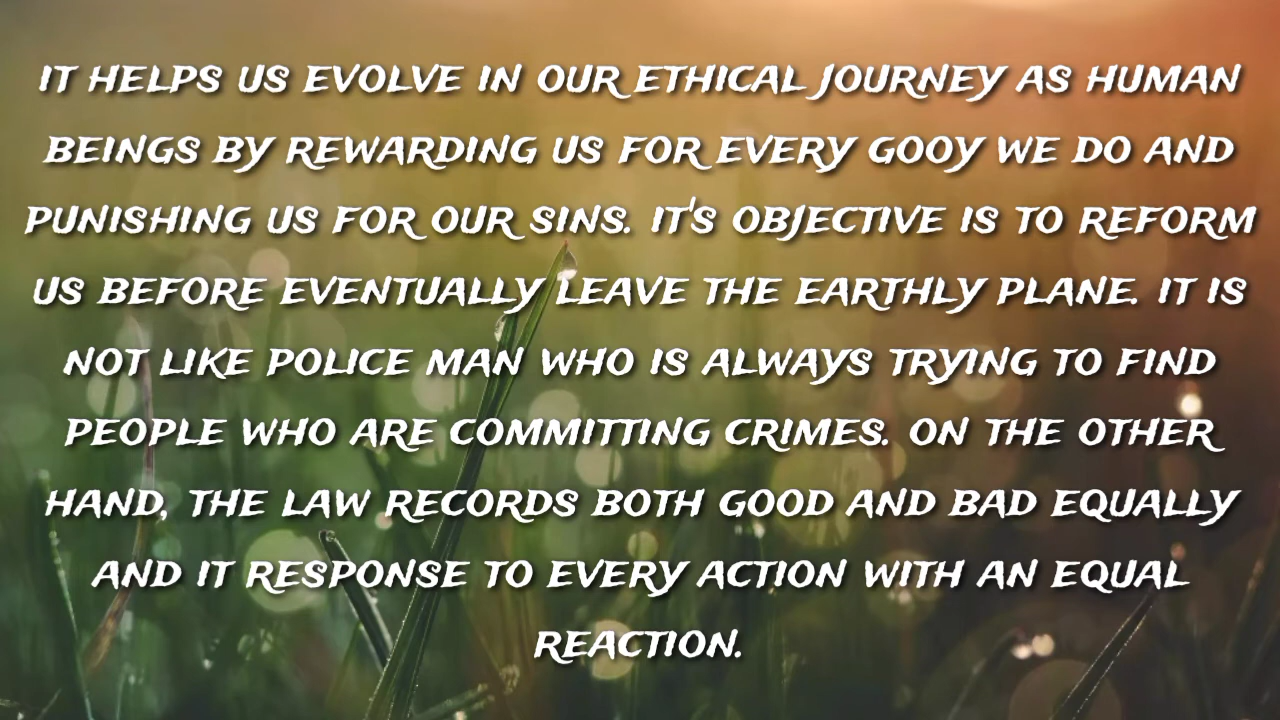 IT HELPS US EVOLVE IN OUR ETHICAL JOURNEY AS HUMAN
BEINGS BY REWARDING US FOR EVERY GOOY WE DO AND
PUNISHING US FOR OUR SINS. IT'S OBJECTIVE IS TO REFORM
US BEFORE EVENTUALLY LEAVE THE EARTHLY PLANE. IT IS
NOT LIKE POLICE MAN WHO IS ALWAYS TRYING TO FIND
PEOPLE WHO ARE COMMITTING CRIMES. ON THE OTHER
HAND, THE LAW RECORDS BOTH GOOD AND BAD EQUALLY
AND IT RESPONSE TO EVERY ACTION WITH AN EQUAL
REACTION.